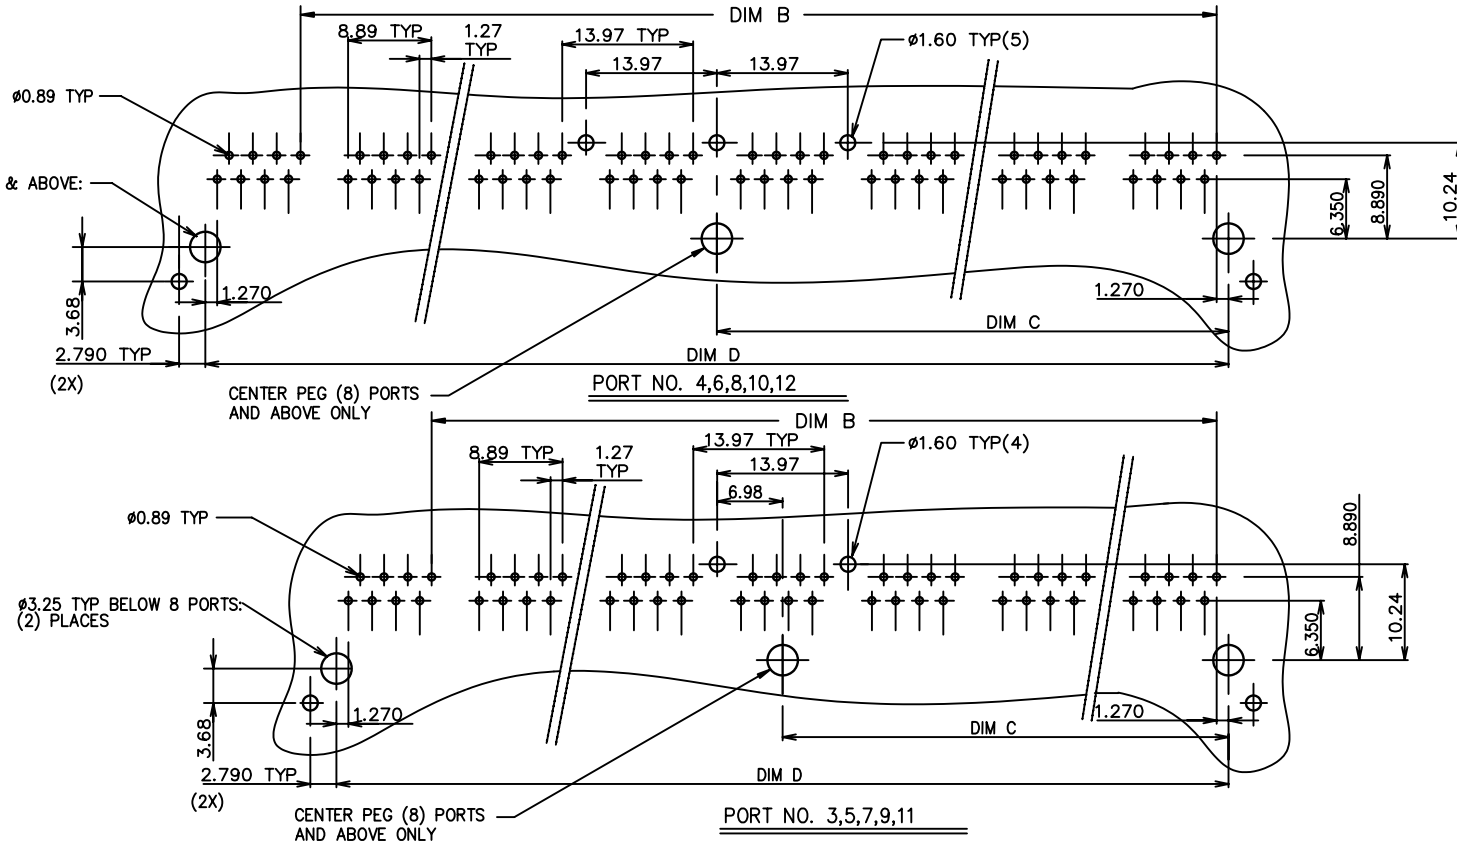 DIM B
8.89 TYP
1.27
TYP
13.97 TYP
ø1.60 TYP(5)
13.97
13.97
ø0.89 TYP
& ABOVE:
6.350
8.890
10.24
3.68
1.270
1.270
DIM C
2.790 TYP
(2X)
DIM D
CENTER PEG (8) PORTS
AND ABOVE ONLY
PORT NO. 4,6,8,10,12
DIM B
8.89 TYP
1.27
TYP
13.97 TYP
ø1.60 TYP(4)
13.97
6.98
ø0.89 TYP
8.890
ø3.25 TYP BELOW 8 PORTS:
(2) PLACES
6.350
10.24
3.68
1.270
1.270
DIM C
2.790 TYP
(2X)
DIM D
CENTER PEG (8) PORTS
AND ABOVE ONLY
PORT NO. 3,5,7,9,11